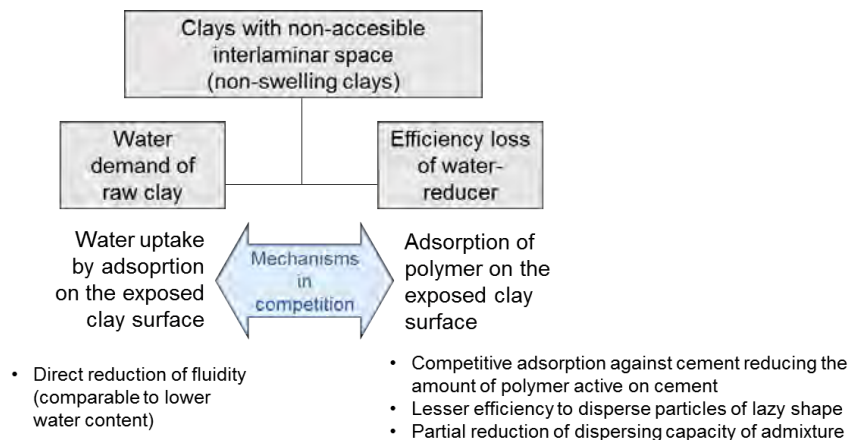 Clays with non-accesible
interlaminar space
(non-swelling clays)
Water
demand of
raw clay
Efficiency loss
of water-
reducer
Water uptake
by adsoprtion
on the exposed
clay surface
Mechanisms
in
competition
Adsorption of
polymer on the
exposed clay
surface
• Direct reduction of fluidity
(comparable to lower
water content)
• Competitive adsorption against cement reducing the
amount of polymer active on cement
• Lesser efficiency to disperse particles of lazy shape
• Partial reduction of dispersing capacity of admixture